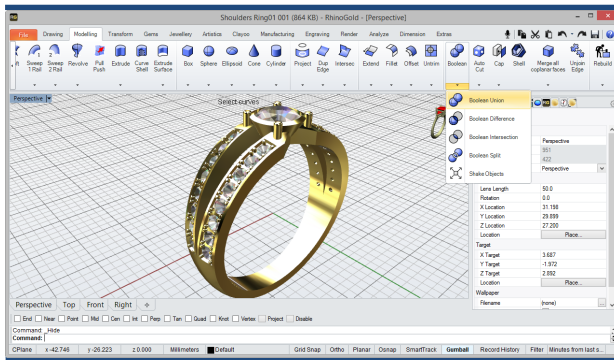 Shoulders Ring01 001 (864 KB) - RhinoGold - [Perspective]
File Drawing Modelling Transform Gems Jewellery Artistics Clayoo Manufacturing Engraving Render Analyze Dimension Extras
Sweep 1 Rail Sweep 2 Rail Revolve Pull Push Extrude Curve Shell Extrude Surface Box Sphere Ellipsoid Cone Cylinder Project Dup Edge Intersec Extend Fillet Offset Untrim Boolean Auto Cut Cap Shell Merge all coplanar faces Unjoin Edge Rebuild
Perspective
Select curves
Boolean Union
Boolean Difference
Boolean Intersection
Boolean Split
Shake Objects
Perspective
551
422
Perspective
Lens Length 50.0
Rotation 0.0
X Location 31.198
Y Location 29.899
Z Location 27.200
Location Place...
Target
X Target 3.687
Y Target -1.972
Z Target 2.892
Location Place...
Wallpaper
Filename (none) ...
Perspective Top Front Right
End Near Point Mid Cen Int Perp Tan Quad Knot Vertex Project Disable
Command: _Hide
Command:
CPlane x -42.746 y -26.223 z 0.000 Millimeters Default Grid Snap Ortho Planar Osnap SmartTrack Gumball Record History Filter Minutes from last s...